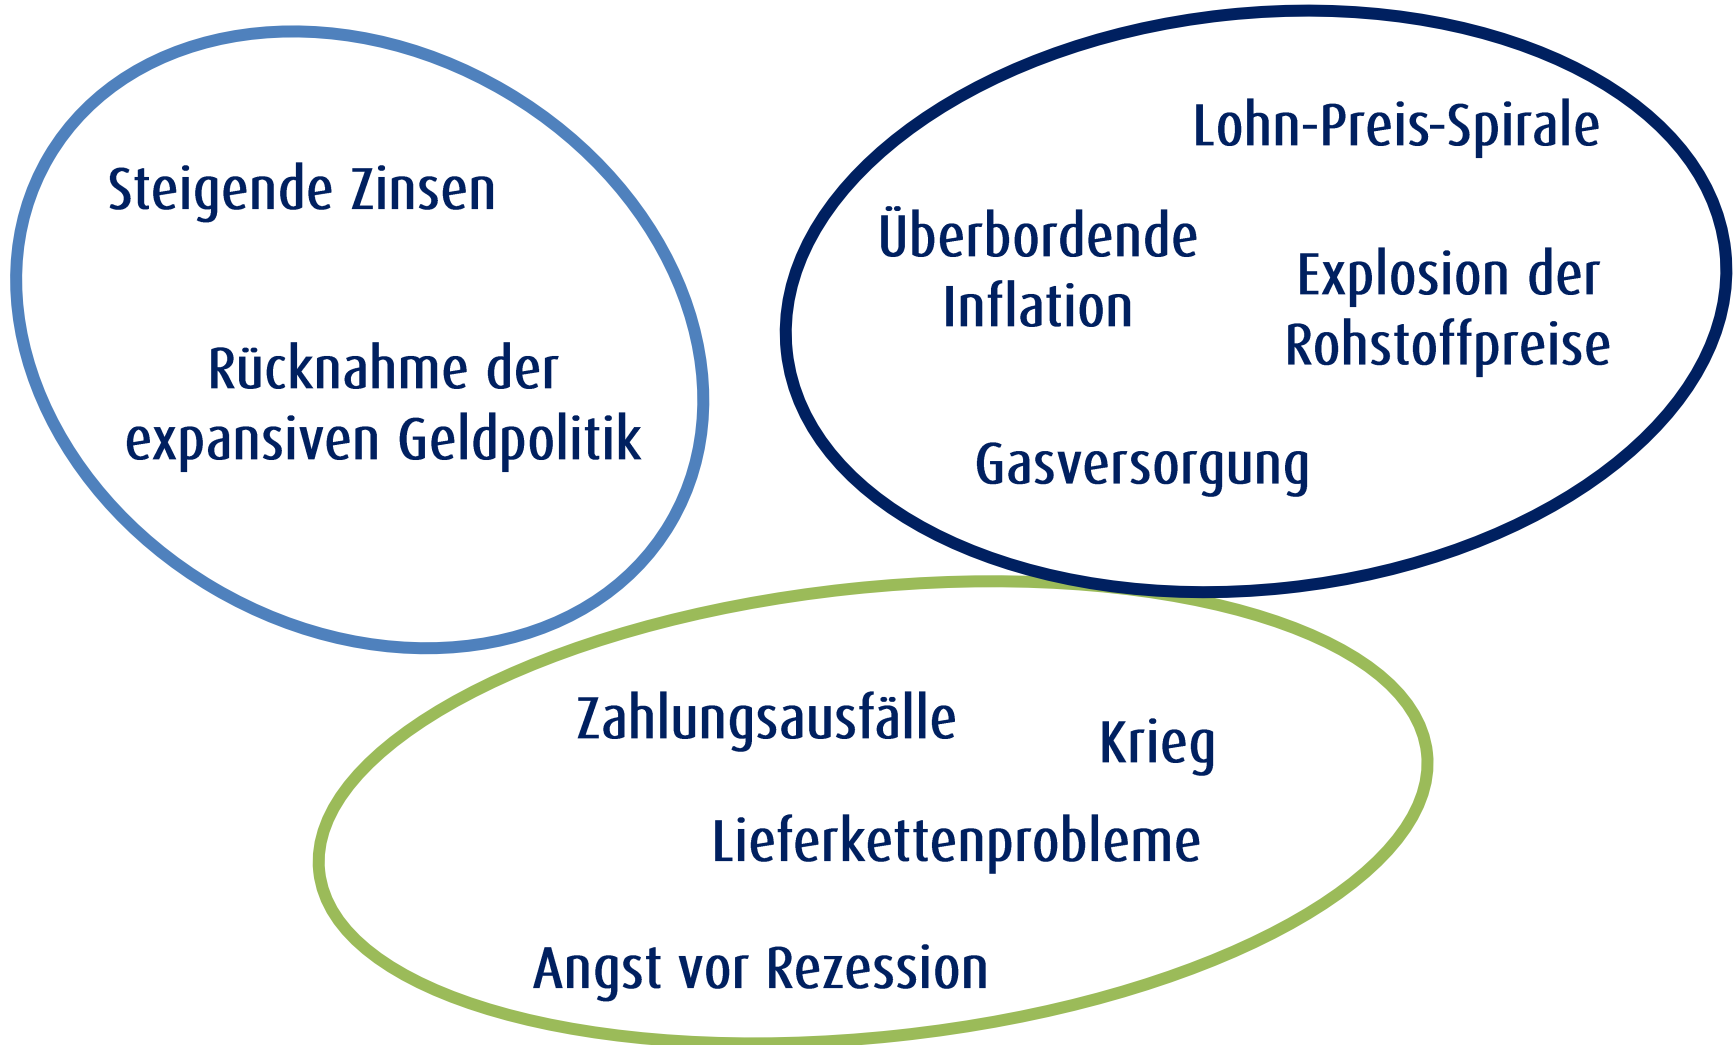 Steigende Zinsen
Rücknahme der
expansiven Geldpolitik
Lohn-Preis-Spirale
Überbordende
Inflation
Explosion der
Rohstoffpreise
Gasversorgung
Zahlungsausfälle
Krieg
Lieferkettenprobleme
Angst vor Rezession